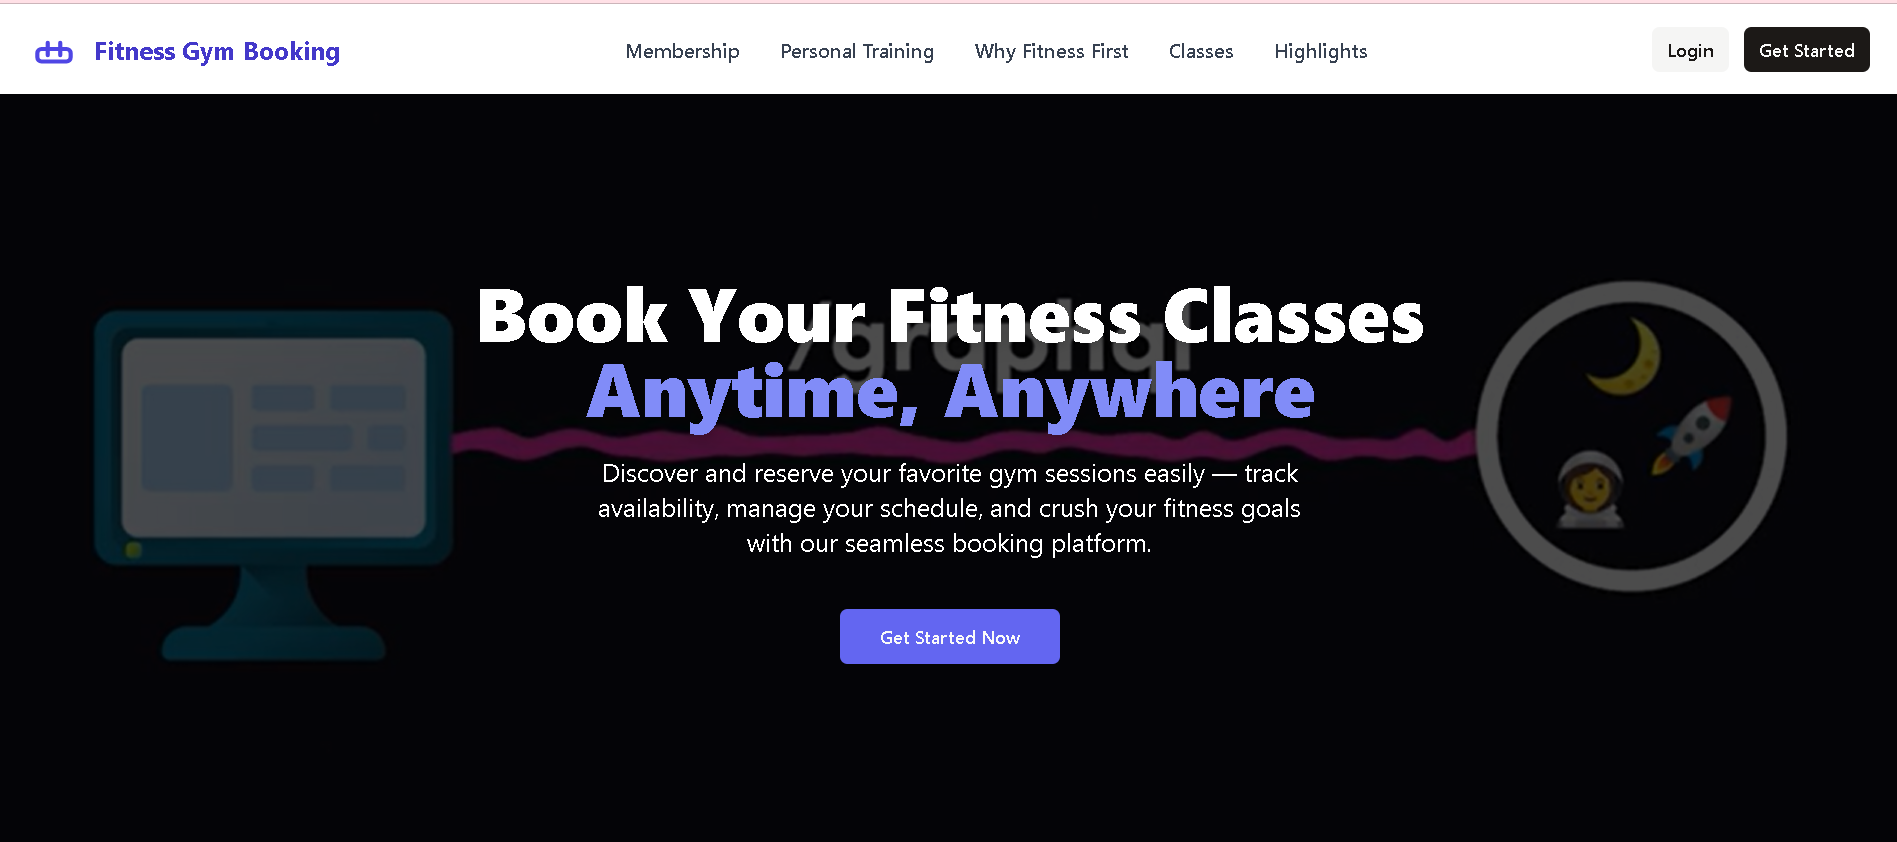 Fitness Gym Booking
Membership
Personal Training
Why Fitness First
Classes
Highlights
Login
Get Started
/graphql
Book Your Fitness Classes
Anytime, Anywhere
Discover and reserve your favorite gym sessions easily — track
availability, manage your schedule, and crush your fitness goals
with our seamless booking platform.
Get Started Now